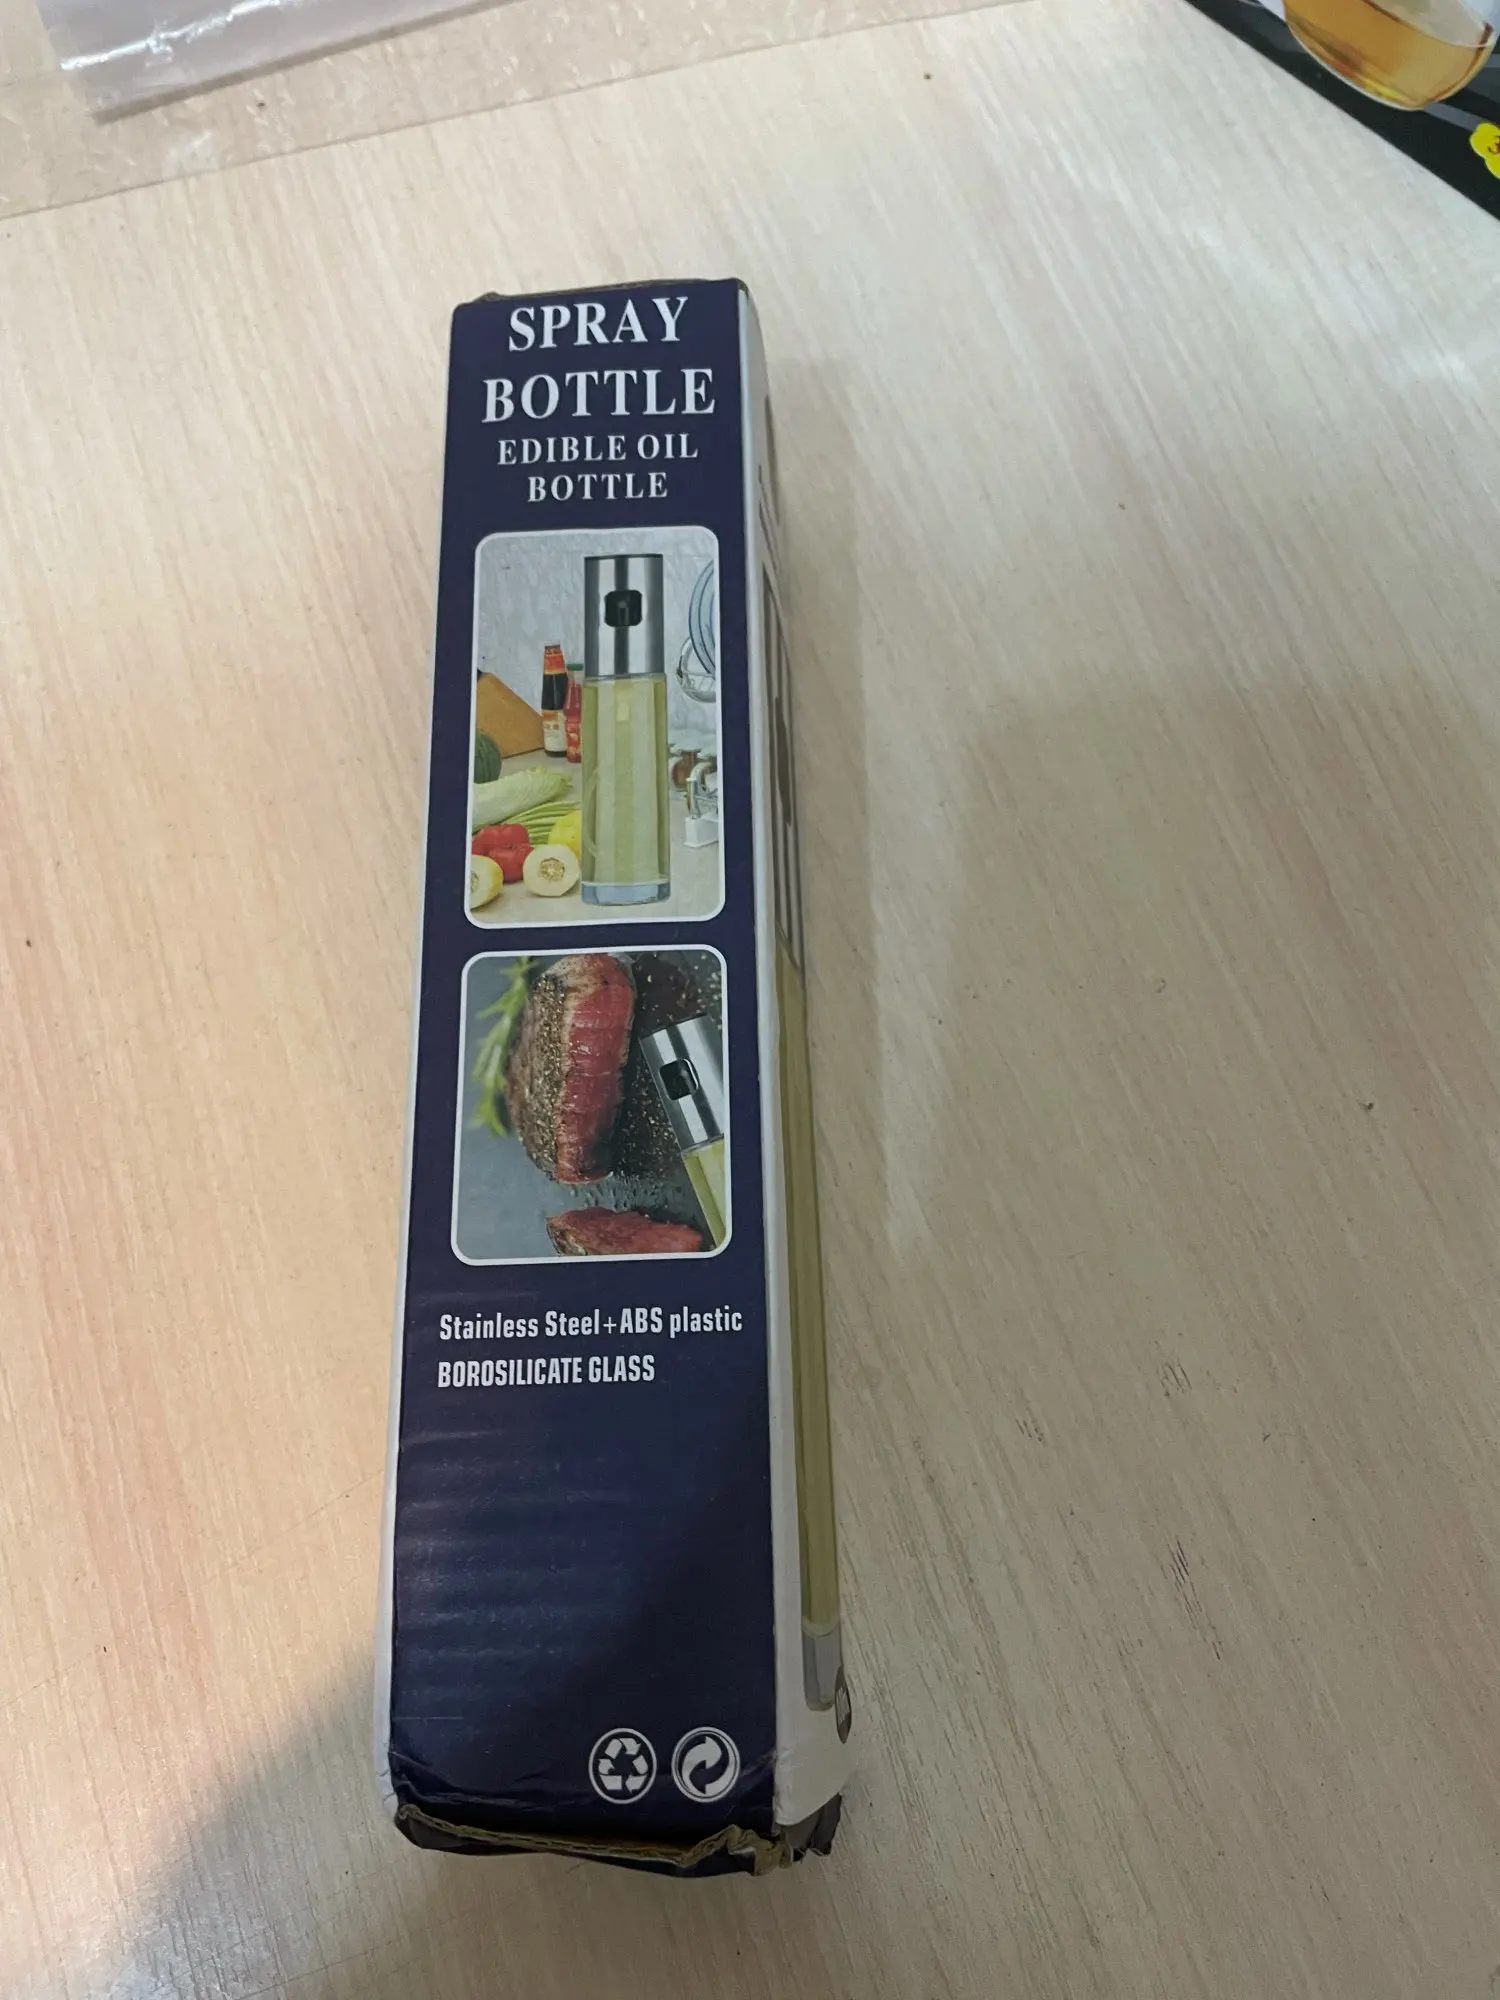 SPRAY
BOTTLE
EDIBLE OIL
BOTTLE
Stainless Steel+ABS plastic
BOROSILICATE GLASS